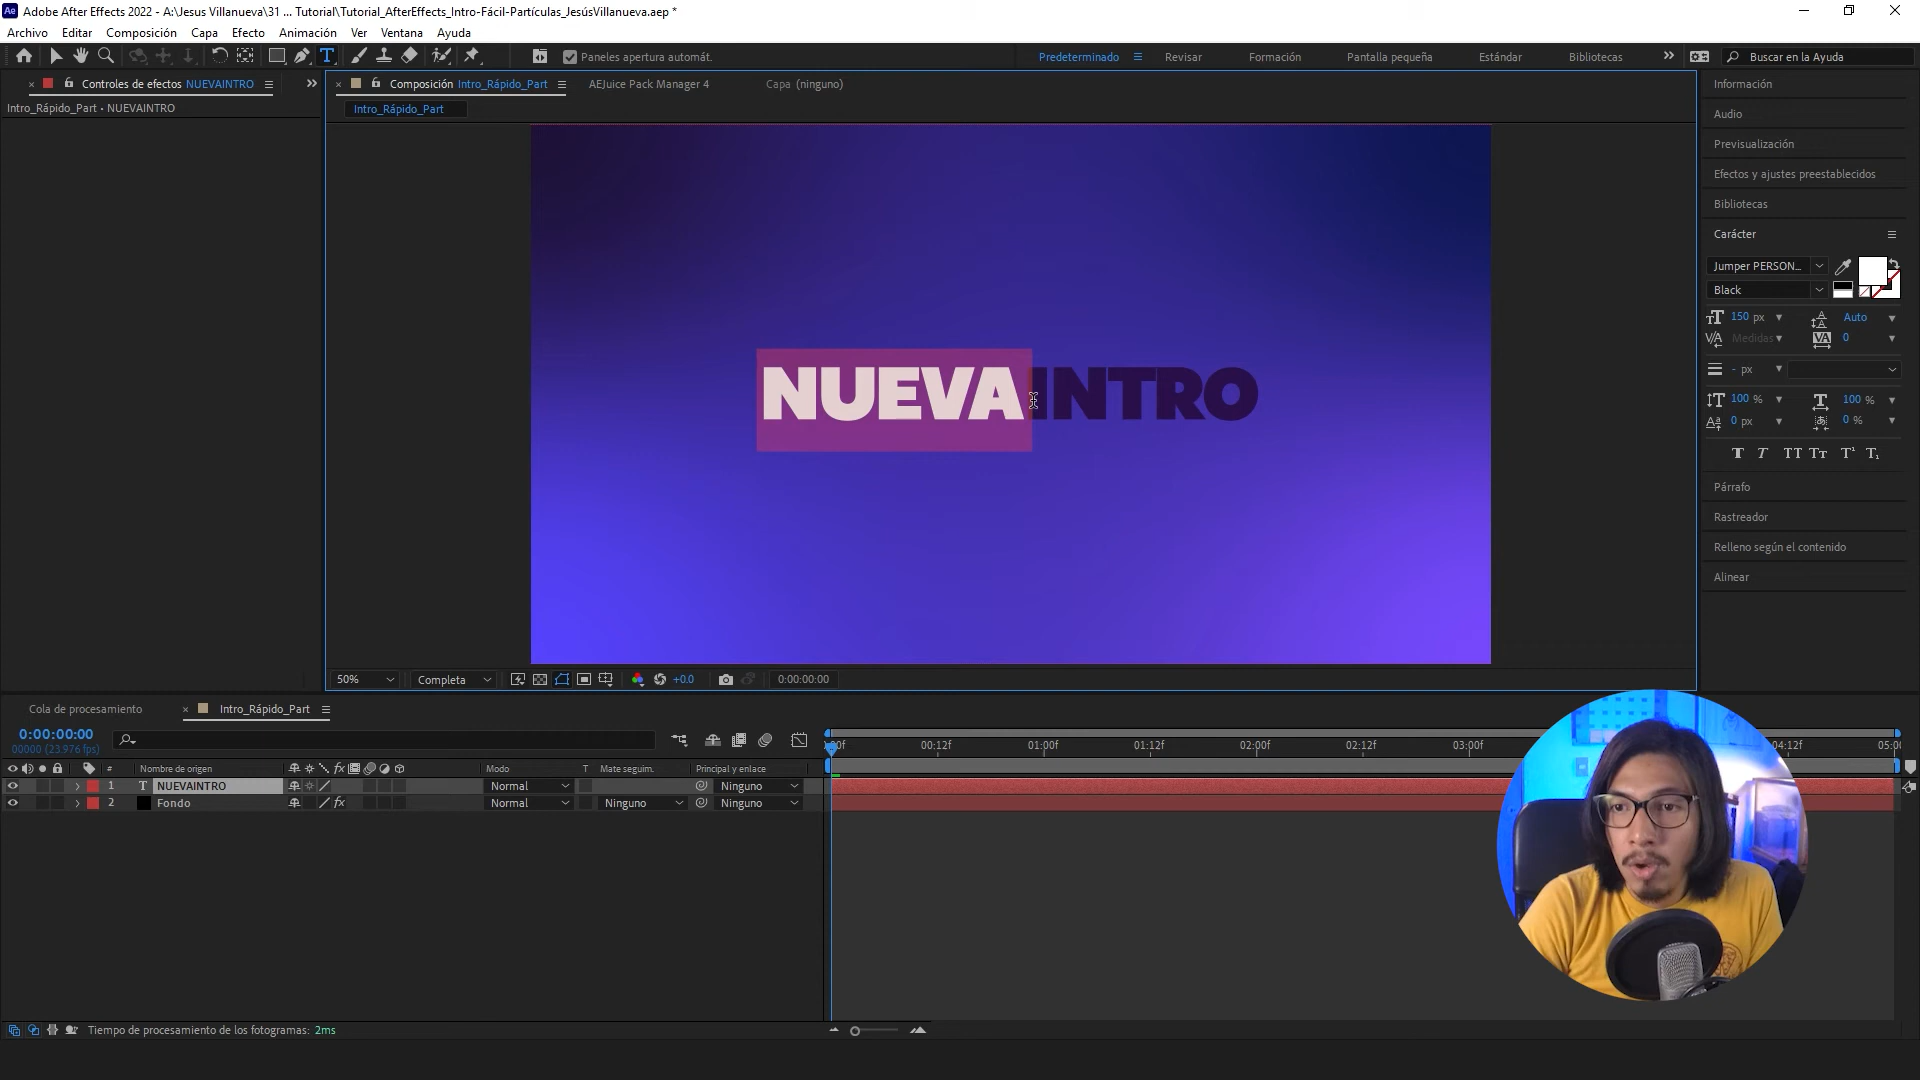 Adobe After Effects 2022 - A:\Jesus Villanueva\31 ... Tutorial\Tutorial_AfterEffects_Intro-Fácil-Partículas_JesúsVillanueva.aep *
Archivo Editar Composición Capa Efecto Animación Ver Ventana Ayuda
Paneles apertura automát.
Predeterminado Revisar Formación Pantalla pequeña Estándar Bibliotecas
Buscar en la Ayuda
Controles de efectos NUEVAINTRO
Intro_Rápido_Part • NUEVAINTRO
Composición Intro_Rápido_Part
AEJuice Pack Manager 4
Capa (ninguno)
Intro_Rápido_Part
NUEVAINTRO
50% Completa +0.0 0:00:00:00
Información
Audio
Previsualización
Efectos y ajustes preestablecidos
Bibliotecas
Carácter
Jumper PERSON...
Black
150 px Auto
Medidas 0
- px
100 % 100 %
0 px 0 %
Párrafo
Rastreador
Relleno según el contenido
Alinear
Cola de procesamiento Intro_Rápido_Part
0:00:00:00
00000 (23.976 fps)
# Nombre de origen Modo T Mate seguim. Principal y enlace
1 T NUEVAINTRO Normal Ninguno
2 Fondo Normal Ninguno Ninguno
00:12f 01:00f 01:12f 02:00f 02:12f 03:00f 04:12f
Tiempo de procesamiento de los fotogramas: 2ms